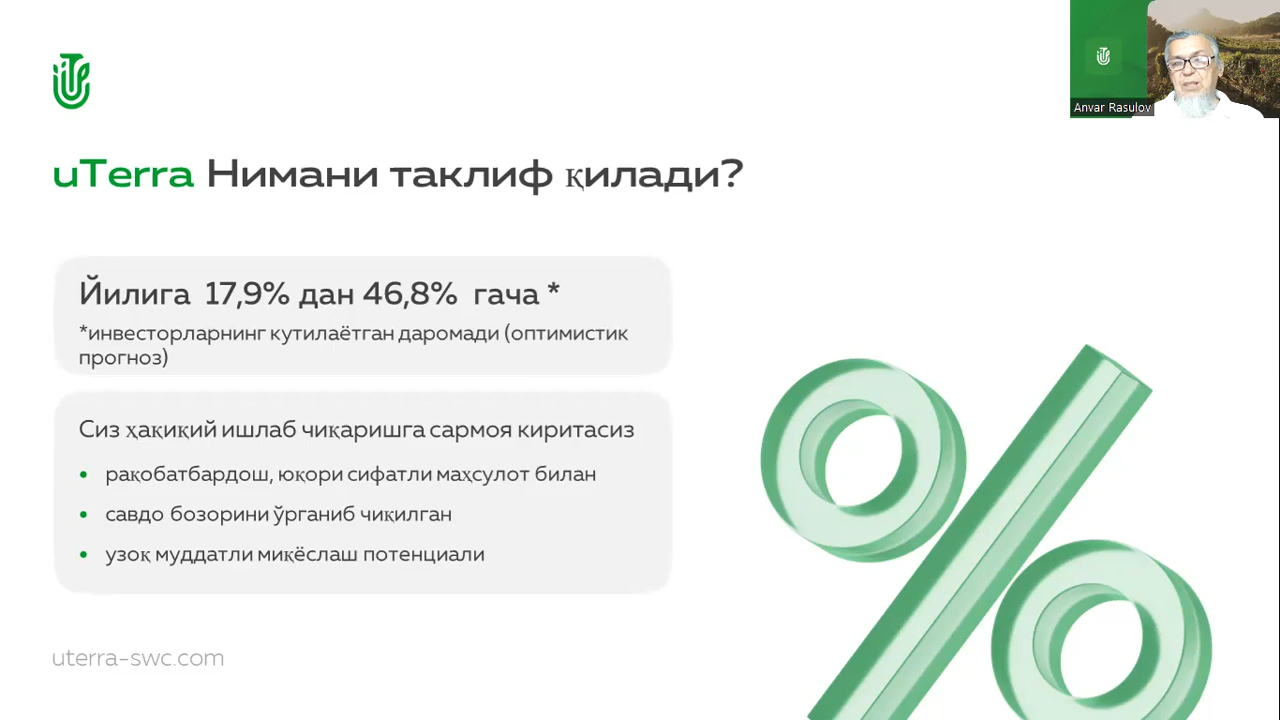 Anvar Rasulov
uTerra Нимани таклиф қилади?
Йилига 17,9% дан 46,8% гача *
*инвесторларнинг кутилаётган даромади (оптимистик
прогноз)
Сиз ҳақиқий ишлаб чиқаришга сармоя киритасиз
• рақобатбардош, юқори сифатли маҳсулот билан
• савдо бозорини ўрганиб чиқилган
• узоқ муддатли миқёслаш потенциали
uterra-swc.com